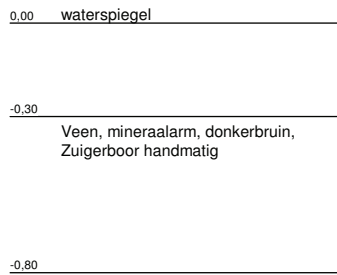 0,00 waterspiegel
-0,30
Veen, mineraalarm, donkerbruin,
Zuigerboor handmatig
-0,80